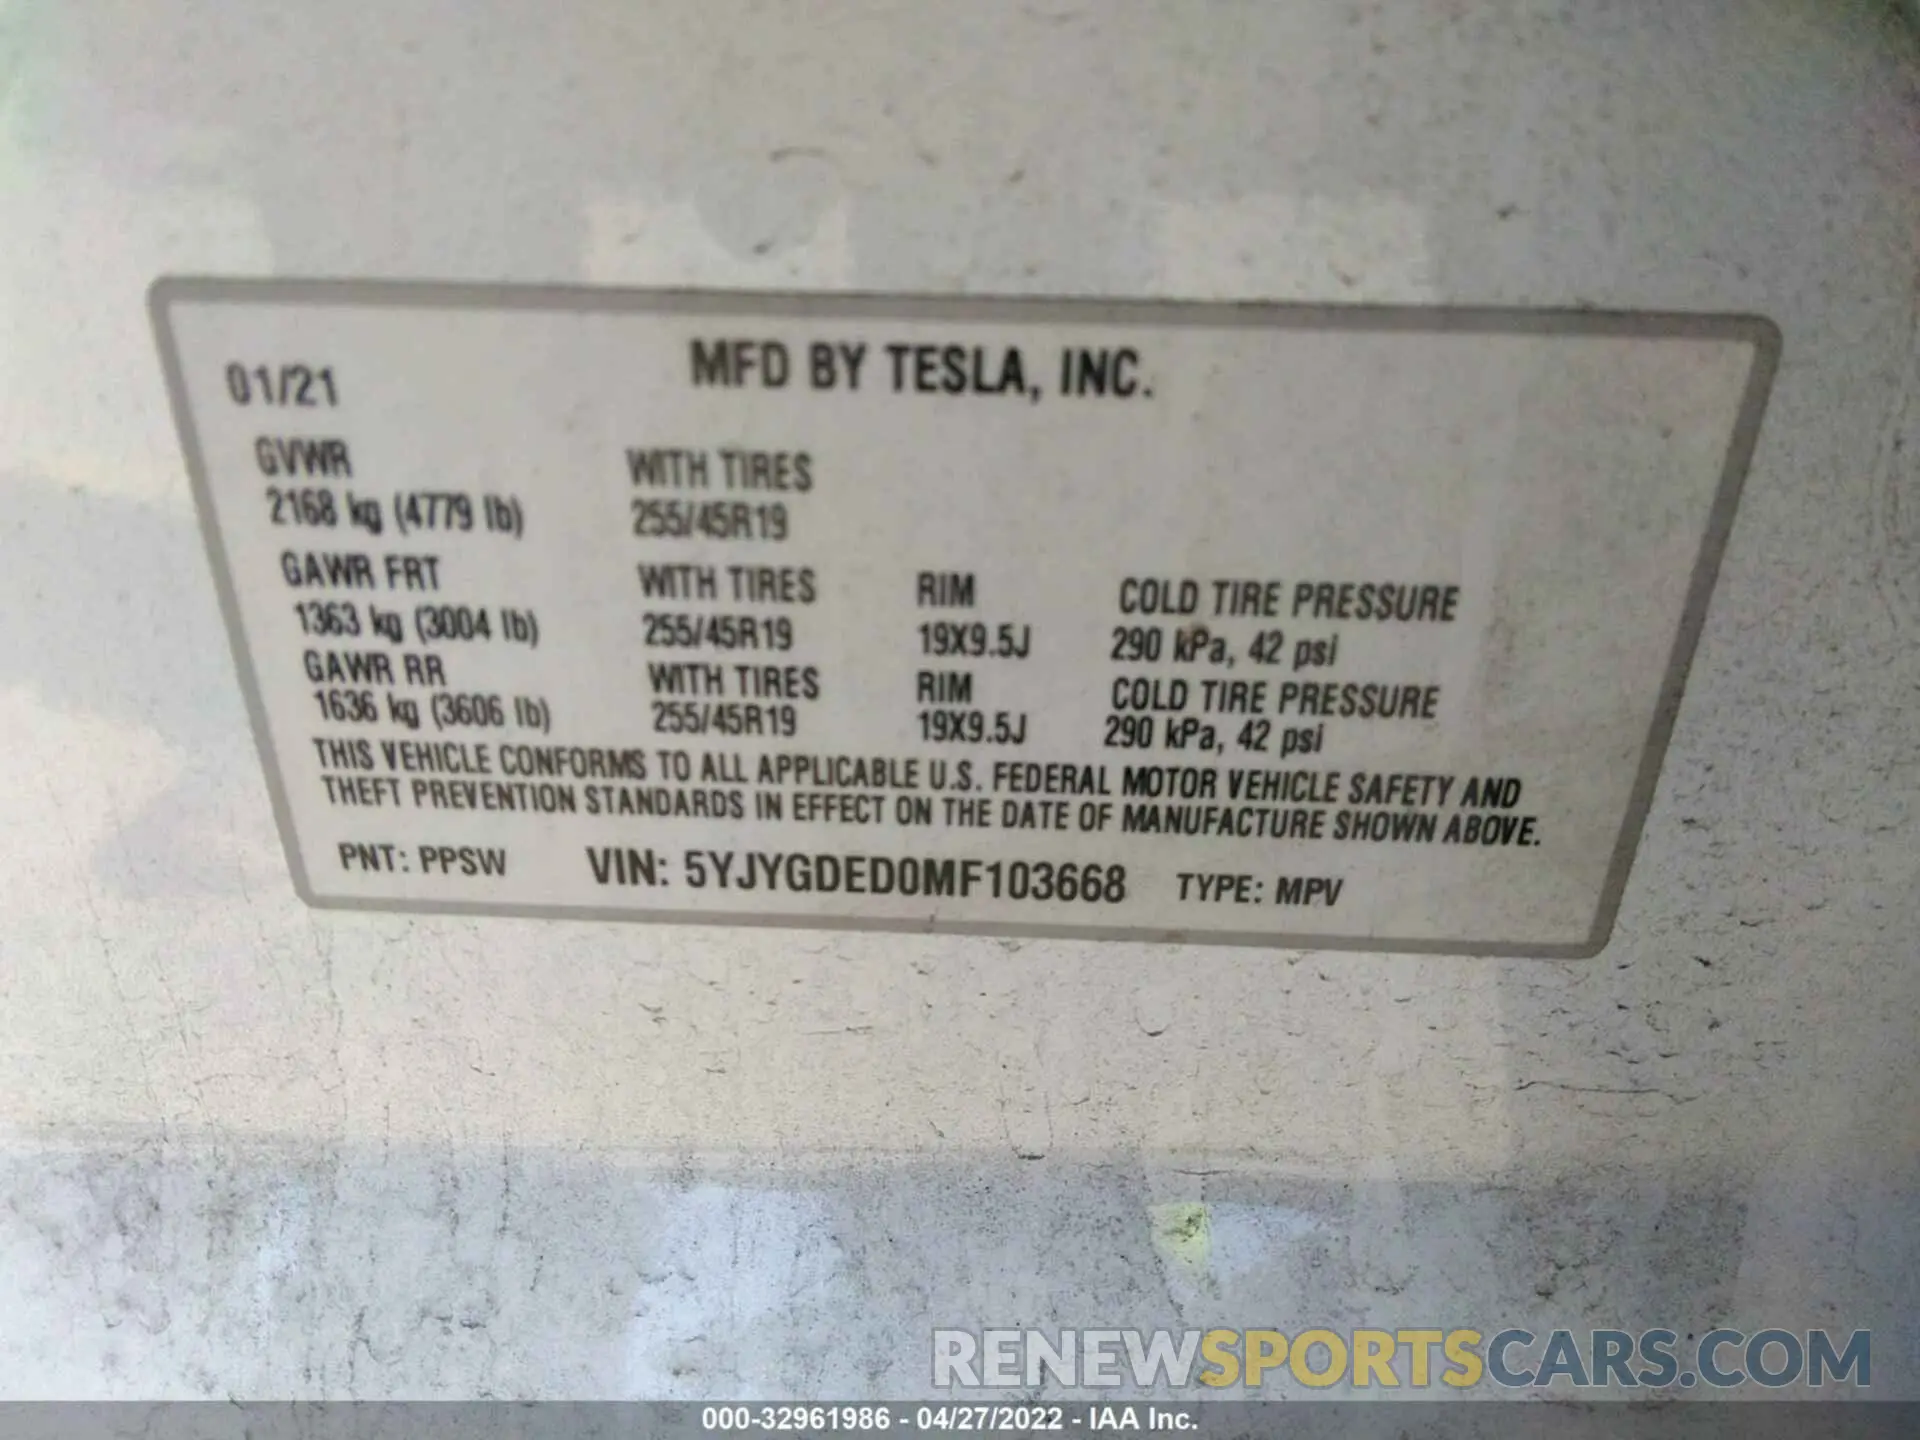 01/21 MFD BY TESLA, INC.
GVWR WITH TIRES
2168 kg (4779 lb) 255/45R19
GAWR FRT WITH TIRES RIM COLD TIRE PRESSURE
1363 kg (3004 lb) 255/45R19 19X9.5J 290 kPa, 42 psi
GAWR RR WITH TIRES RIM COLD TIRE PRESSURE
1636 kg (3606 lb) 255/45R19 19X9.5J 290 kPa, 42 psi
THIS VEHICLE CONFORMS TO ALL APPLICABLE U.S. FEDERAL MOTOR VEHICLE SAFETY AND
THEFT PREVENTION STANDARDS IN EFFECT ON THE DATE OF MANUFACTURE SHOWN ABOVE.
PNT: PPSW VIN: 5YJYGDED0MF103668 TYPE: MPV
RENEWSPORTSCARS.COM
000-32961986 - 04/27/2022 - IAA Inc.